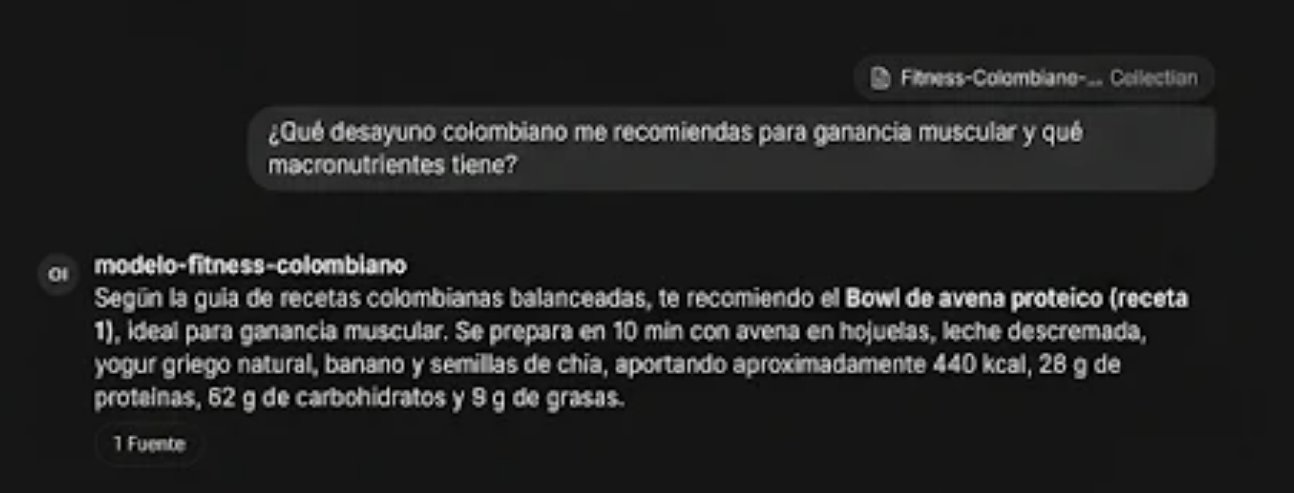 Fitness-Colombiano-... Collection
¿Qué desayuno colombiano me recomiendas para ganancia muscular y qué
macronutrientes tiene?
OI
modelo-fitness-colombiano
Según la guía de recetas colombianas balanceadas, te recomiendo el Bowl de avena proteico (receta
1), ideal para ganancia muscular. Se prepara en 10 min con avena en hojuelas, leche descremada,
yogur griego natural, banano y semillas de chía, aportando aproximadamente 440 kcal, 28 g de
proteínas, 62 g de carbohidratos y 9 g de grasas.
1 Fuente